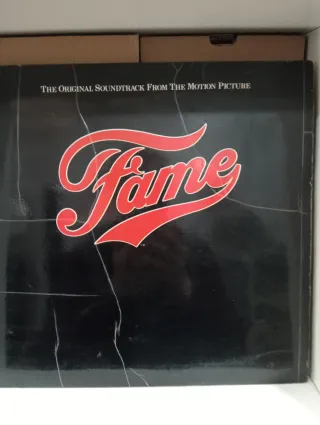 THE ORIGINAL SOUNDTRACK FROM THE MOTION PICTURE
Fame